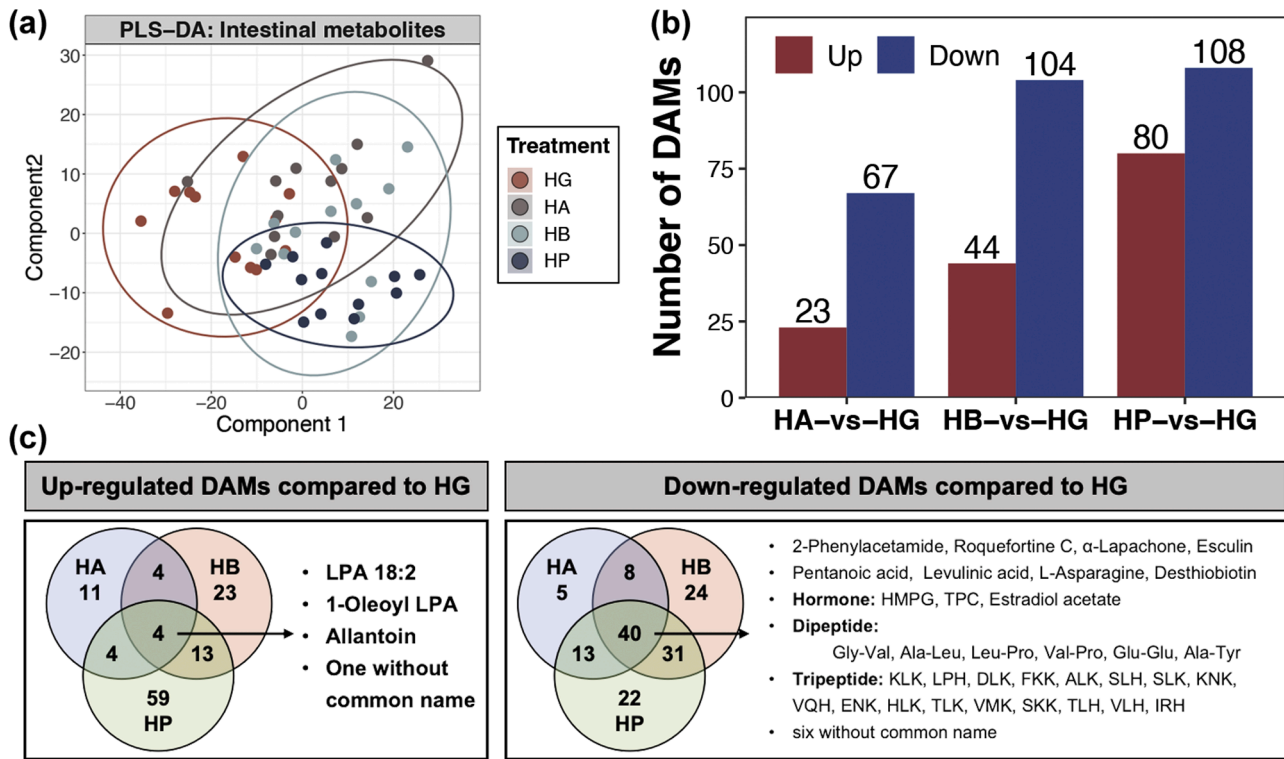 (a)
PLS–DA: Intestinal metabolites
30
20
10
0
−10
−20
Component2
−40
−20
0
20
Component 1
Treatment
HG
HA
HB
HP
(b)
Up
Down
Number of DAMs
100
75
50
25
0
23
67
44
104
80
108
HA–vs–HG
HB–vs–HG
HP–vs–HG
(c)
Up-regulated DAMs compared to HG
HA
11
4
HB
23
4
4
13
59
HP
• LPA 18:2
• 1-Oleoyl LPA
• Allantoin
• One without
common name
Down-regulated DAMs compared to HG
HA
5
8
HB
24
40
13
31
22
HP
• 2-Phenylacetamide, Roquefortine C, α-Lapachone, Esculin
• Pentanoic acid, Levulinic acid, L-Asparagine, Desthiobiotin
• Hormone: HMPG, TPC, Estradiol acetate
• Dipeptide:
Gly-Val, Ala-Leu, Leu-Pro, Val-Pro, Glu-Glu, Ala-Tyr
• Tripeptide: KLK, LPH, DLK, FKK, ALK, SLH, SLK, KNK,
VQH, ENK, HLK, TLK, VMK, SKK, TLH, VLH, IRH
• six without common name